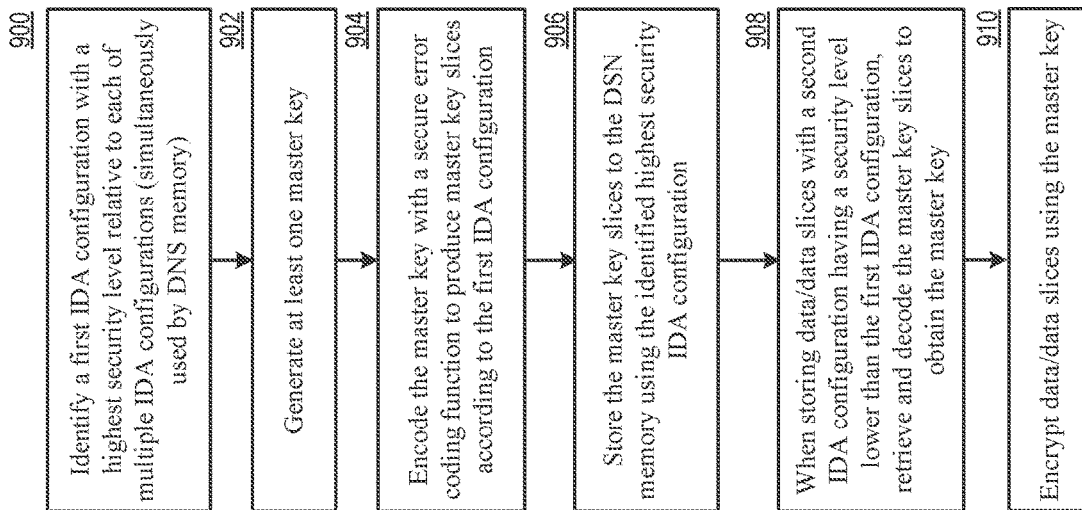 900
Identify a first IDA configuration with a
highest security level relative to each of
multiple IDA configurations (simultaneously
used by DNS memory)
902
Generate at least one master key
904
Encode the master key with a secure error
coding function to produce master key slices
according to the first IDA configuration
906
Store the master key slices to the DSN
memory using the identified highest security
IDA configuration
908
When storing data/data slices with a second
IDA configuration having a security level
lower than the first IDA configuration,
retrieve and decode the master key slices to
obtain the master key
910
Encrypt data/data slices using the master key